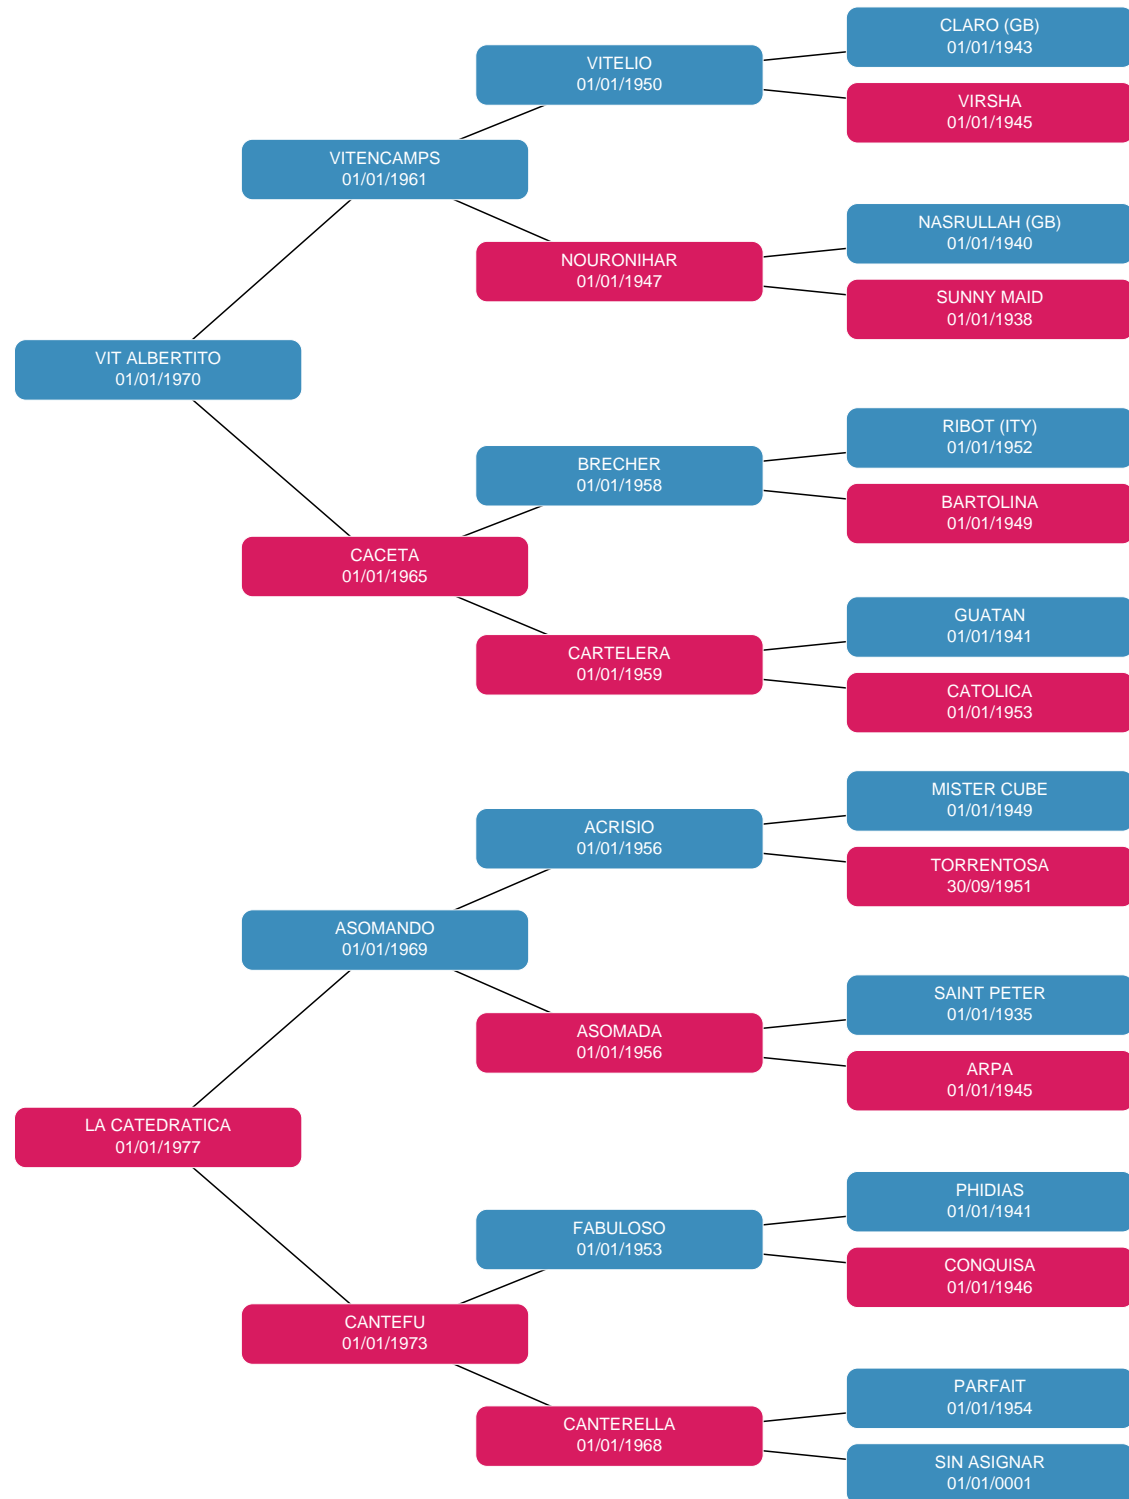 CLARO (GB)
01/01/1943
VITELIO
01/01/1950
VIRSHA
01/01/1945
VITENCAMPS
01/01/1961
NASRULLAH (GB)
01/01/1940
NOURONIHAR
01/01/1947
SUNNY MAID
01/01/1938
VIT ALBERTITO
01/01/1970
RIBOT (ITY)
01/01/1952
BRECHER
01/01/1958
BARTOLINA
01/01/1949
CACETA
01/01/1965
GUATAN
01/01/1941
CARTELERA
01/01/1959
CATOLICA
01/01/1953
MISTER CUBE
01/01/1949
ACRISIO
01/01/1956
TORRENTOSA
30/09/1951
ASOMANDO
01/01/1969
SAINT PETER
01/01/1935
ASOMADA
01/01/1956
ARPA
01/01/1945
LA CATEDRATICA
01/01/1977
PHIDIAS
01/01/1941
FABULOSO
01/01/1953
CONQUISA
01/01/1946
CANTEFU
01/01/1973
PARFAIT
01/01/1954
CANTERELLA
01/01/1968
SIN ASIGNAR
01/01/0001